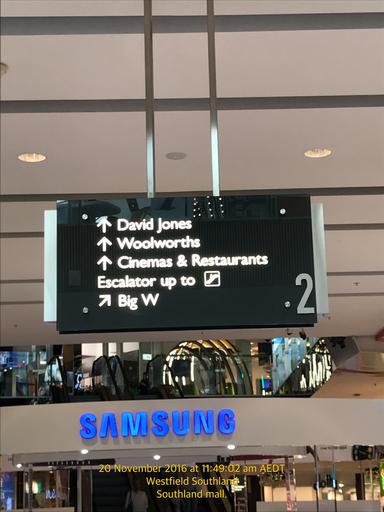 ↑ David Jones
↑ Woolworths
↑ Cinemas & Restaurants
Escalator up to
↗ Big W
2
SAMSUNG
20 November 2016 at 11:49:02 am AEDT
Westfield Southland
Southland mall.